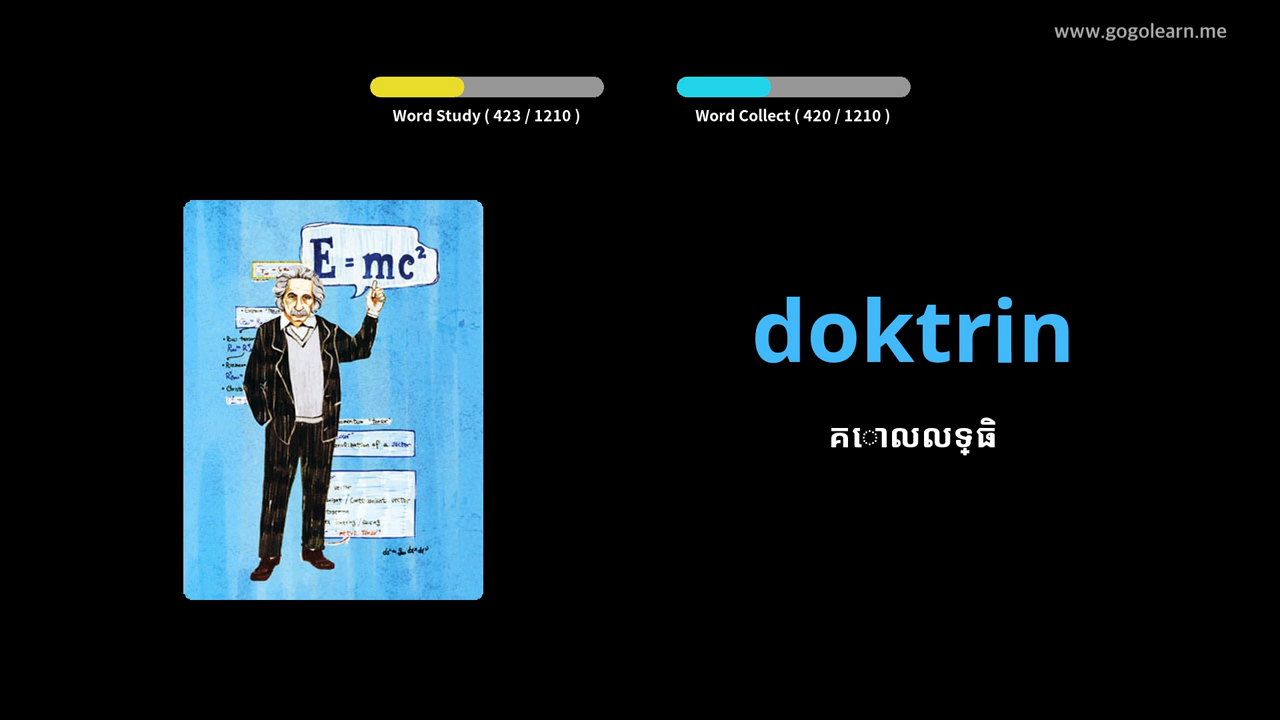 www.gogolearn.me
Word Study ( 423 / 1210 )
Word Collect ( 420 / 1210 )
E = mc²
doktrin
គោលលទ្ធិ